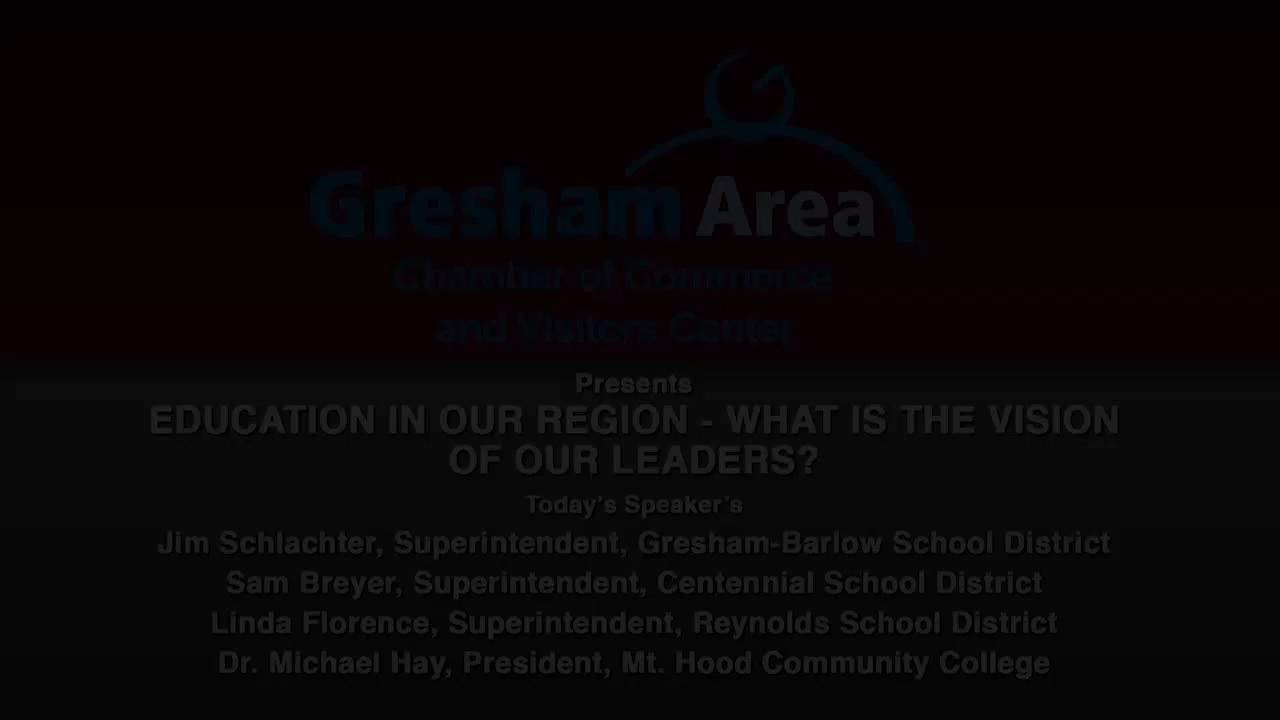 Gresham Area
Chamber of Commerce
and Visitors Center
Presents
EDUCATION IN OUR REGION - WHAT IS THE VISION
OF OUR LEADERS?
Today's Speaker's
Jim Schlachter, Superintendent, Gresham-Barlow School District
Sam Breyer, Superintendent, Centennial School District
Linda Florence, Superintendent, Reynolds School District
Dr. Michael Hay, President, Mt. Hood Community College